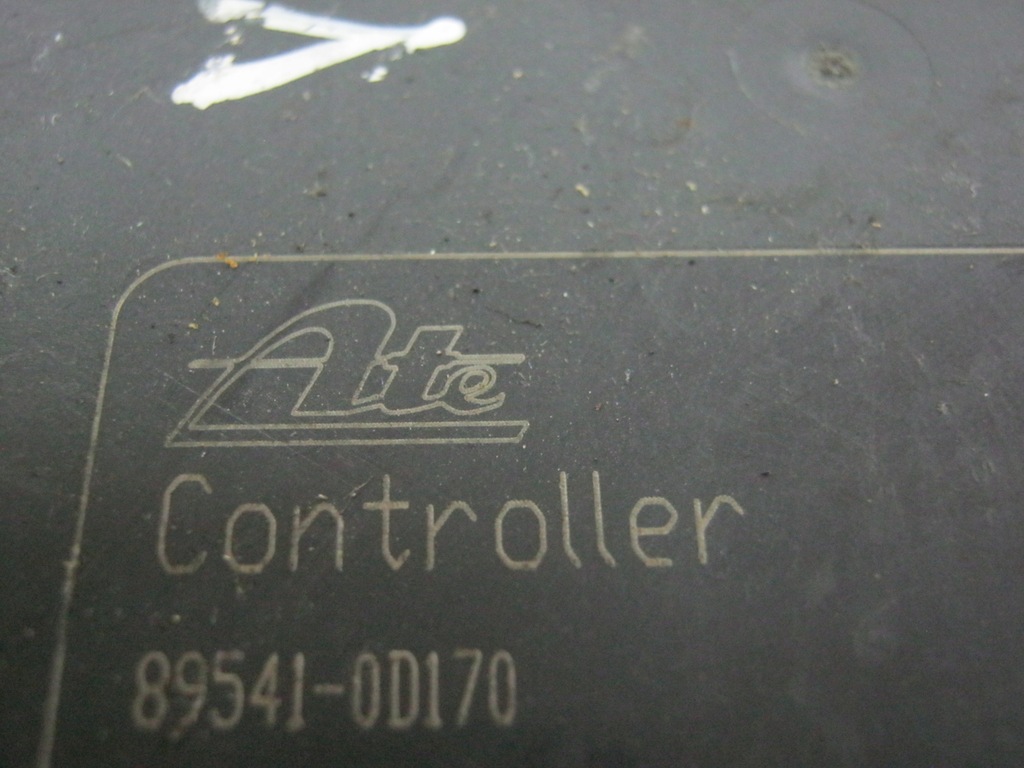 Ate
Controller
89541-0D170